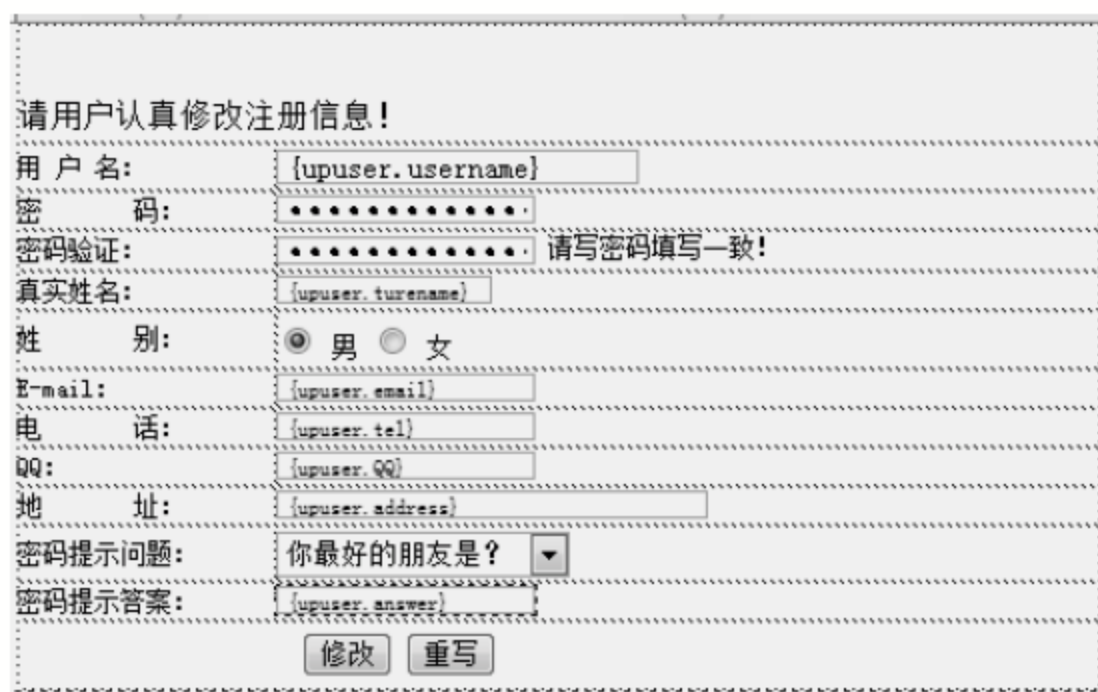 请用户认真修改注册信息!
用 户 名: {upuser.username}
密 码:
密码验证: 请写密码填写一致!
真实姓名: {upuser.turename}
姓 别: 男 女
E-mail: {upuser.email}
电 话: {upuser.tel}
QQ: {upuser.QQ}
地 址: {upuser.address}
密码提示问题: 你最好的朋友是?
密码提示答案: {upuser.answer}
修改 重写